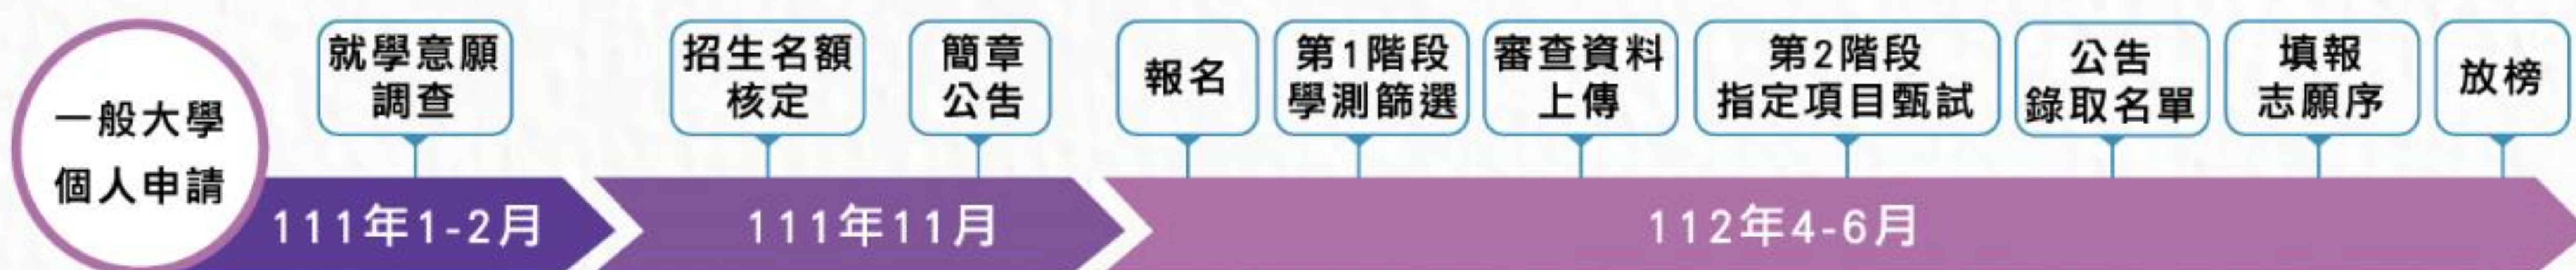 一般大學
個人申請
就學意願
調查
招生名額
核定
簡章
公告
報名
第1階段
學測篩選
審查資料
上傳
第2階段
指定項目甄試
公告
錄取名單
填報
志願序
放榜
111年1-2月
111年11月
112年4-6月